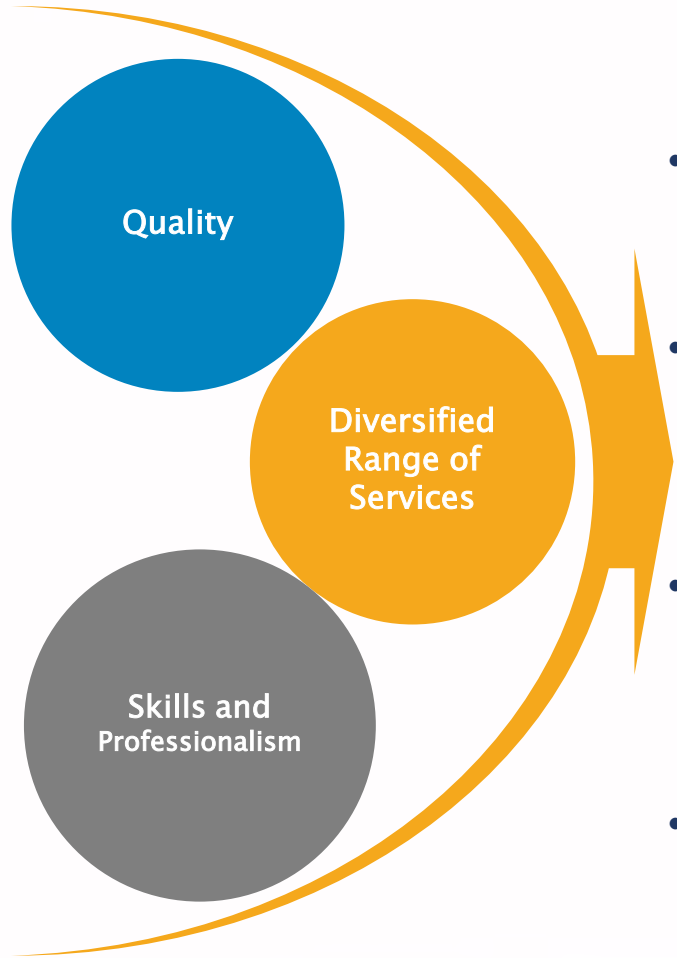 Quality
Diversified
Range of
Services
Skills and
Professionalism